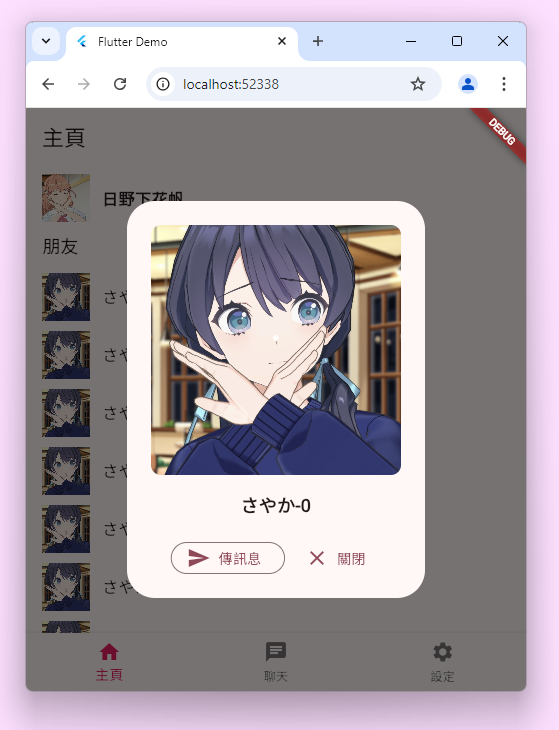 Flutter Demo
localhost:52338
DEBUG
主頁
日野下花帆
朋友
さや
さや
さや
さや
さや
さや
さやか-0
傳訊息
關閉
主頁
聊天
設定